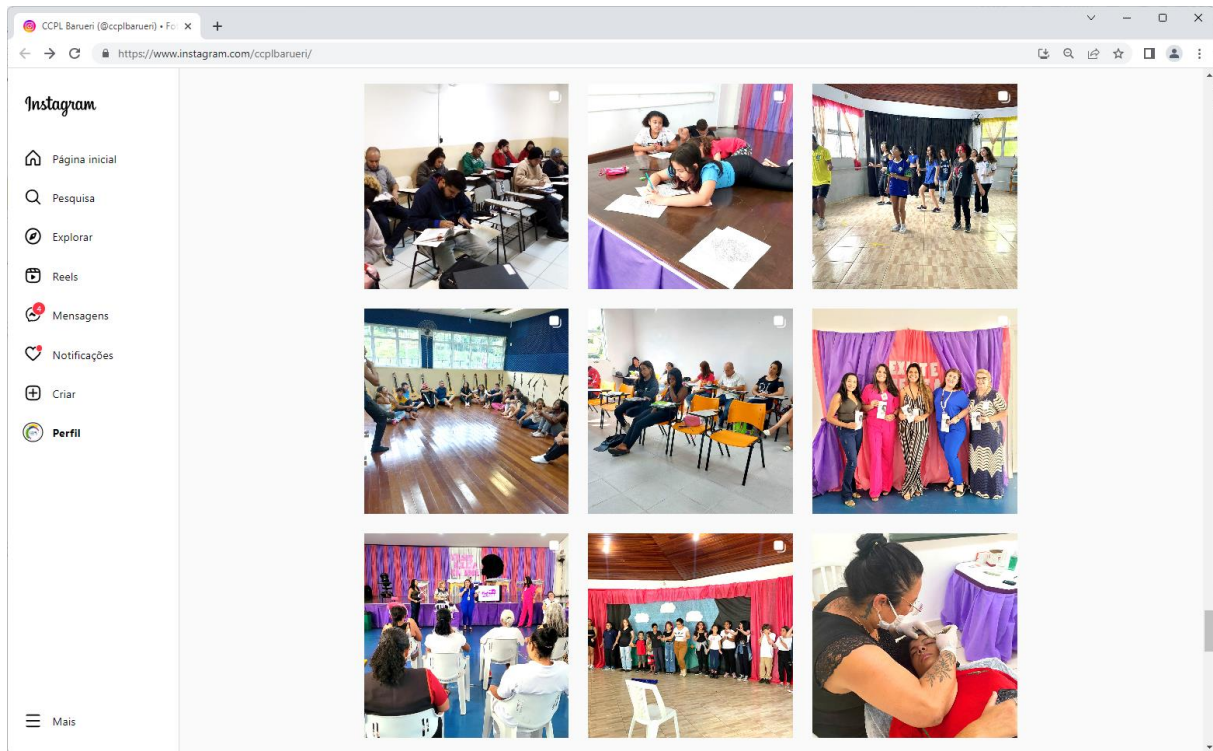 CCPL Barueri (@ccplbarueri) • Fo
https://www.instagram.com/ccplbarueri/
Instagram
Página inicial
Pesquisa
Explorar
Reels
4
Mensagens
Notificações
Criar
Perfil
Mais